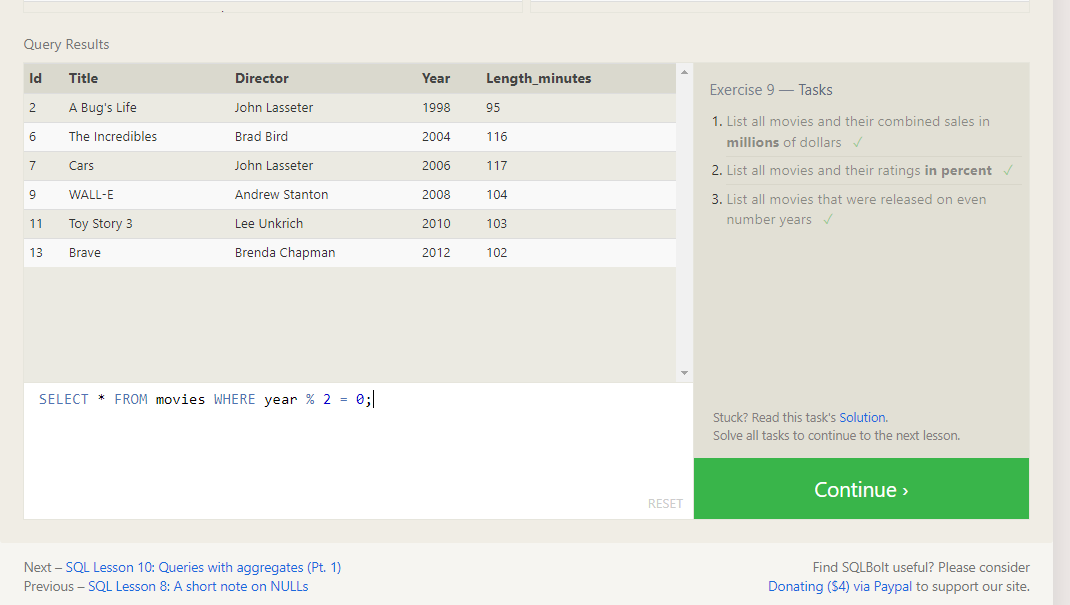 Query Results
Id Title Director Year Length_minutes
2 A Bug's Life John Lasseter 1998 95
6 The Incredibles Brad Bird 2004 116
7 Cars John Lasseter 2006 117
9 WALL-E Andrew Stanton 2008 104
11 Toy Story 3 Lee Unkrich 2010 103
13 Brave Brenda Chapman 2012 102
SELECT * FROM movies WHERE year % 2 = 0;
RESET
Exercise 9 — Tasks
1. List all movies and their combined sales in
millions of dollars ✓
2. List all movies and their ratings in percent ✓
3. List all movies that were released on even
number years ✓
Stuck? Read this task's Solution.
Solve all tasks to continue to the next lesson.
Continue ›
Next – SQL Lesson 10: Queries with aggregates (Pt. 1)
Previous – SQL Lesson 8: A short note on NULLs
Find SQLBolt useful? Please consider
Donating ($4) via Paypal to support our site.